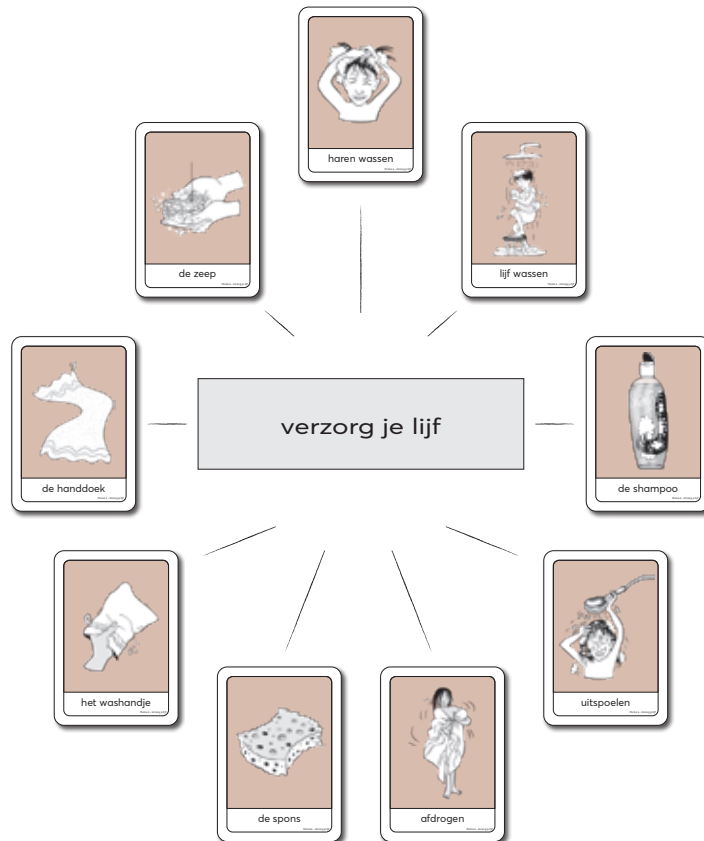 haren wassen
de zeep
lijf wassen
de handdoek
verzorg je lijf
de shampoo
het washandje
uitspoelen
de spons
afdrogen